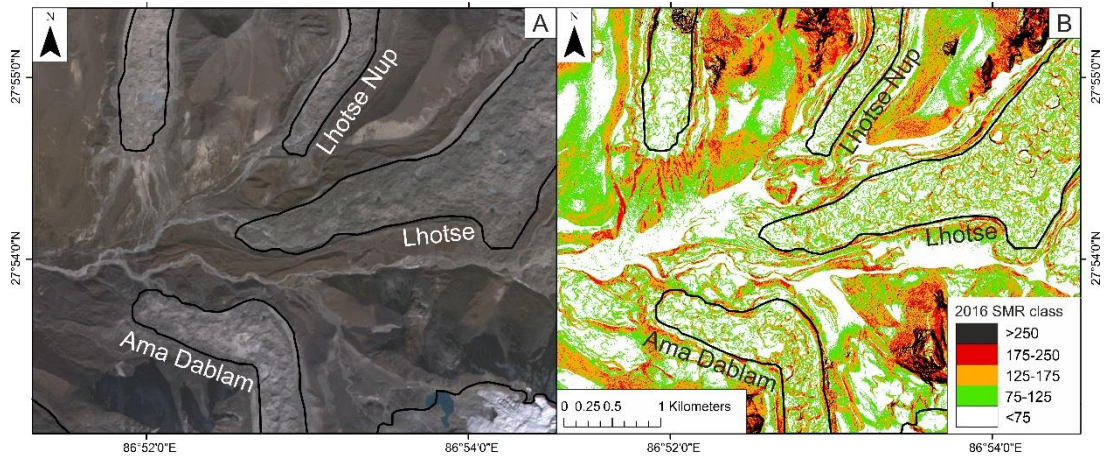 N
A
N
B
27°55'0"N
27°54'0"N
Lhotse Nup
Lhotse
Ama Dablam
Lhotse Nup
Lhotse
Ama Dablam
27°55'0"N
27°54'0"N
2016 SMR class
>250
175-250
125-175
75-125
<75
0 0.25 0.5 1 Kilometers
86°52'0"E
86°54'0"E
86°52'0"E
86°54'0"E